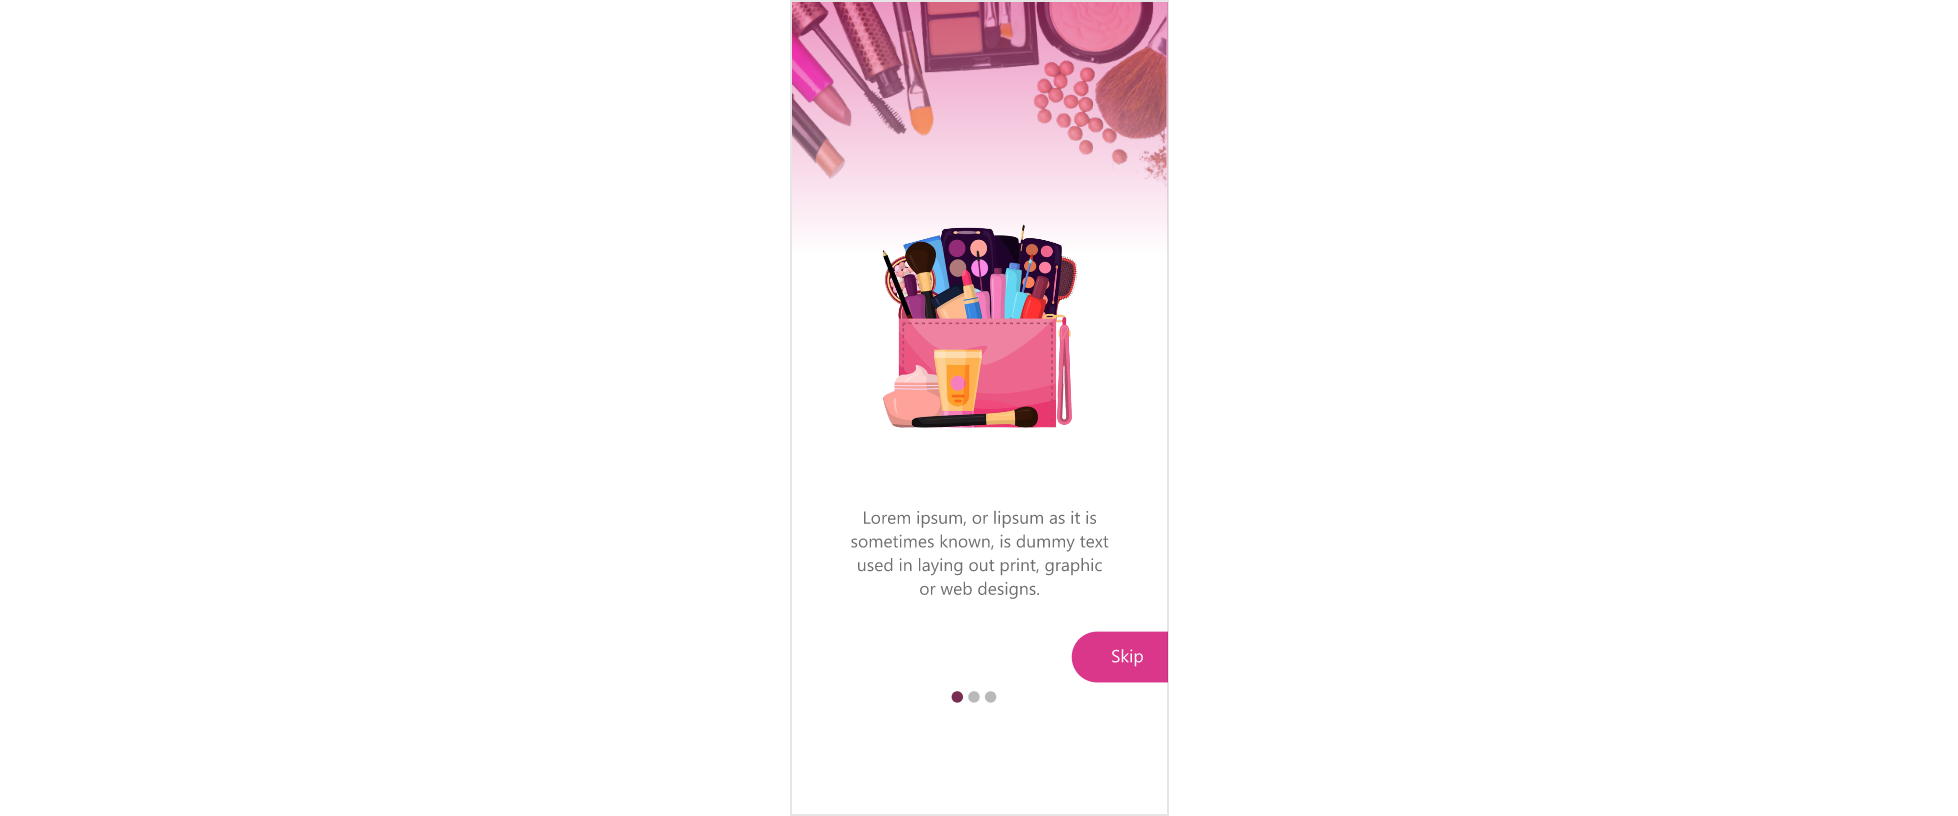 Lorem ipsum, or lipsum as it is
sometimes known, is dummy text
used in laying out print, graphic
or web designs.
Skip